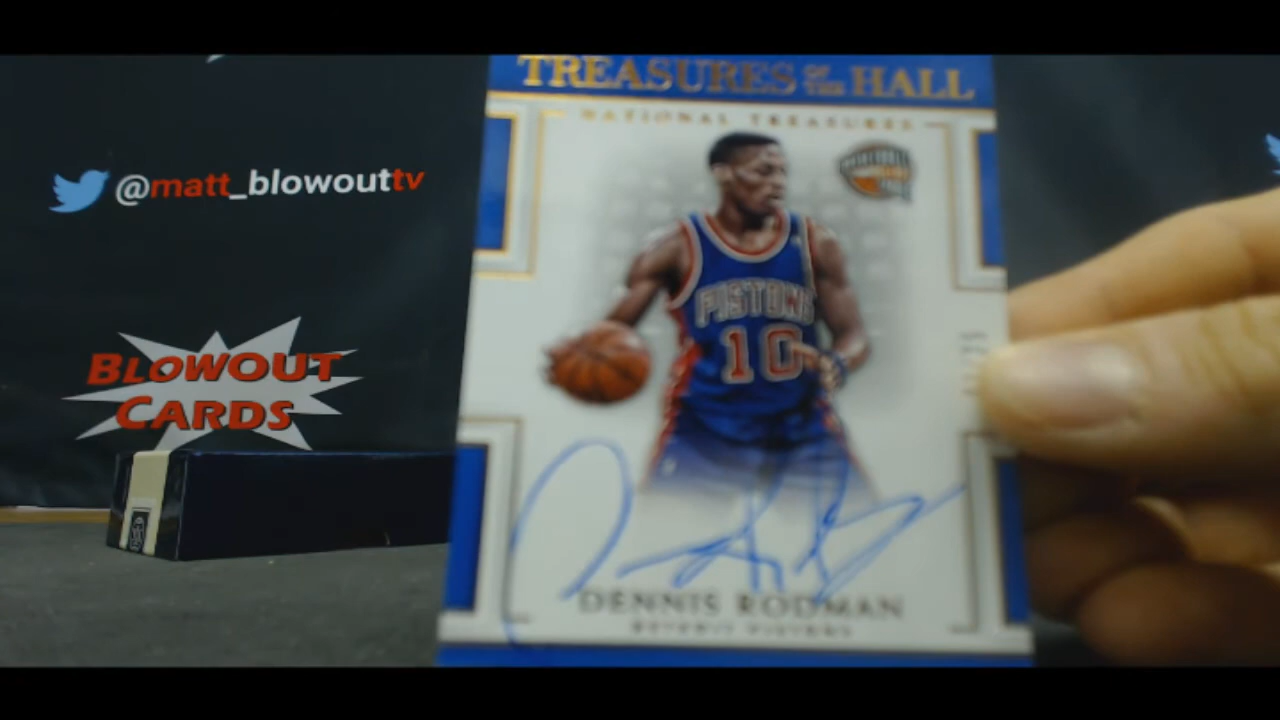 TREASURES OF THE HALL
NATIONAL TREASURES
@matt_blowouttv
PISTONS
10
BLOWOUT
CARDS
DENNIS RODMAN
DETROIT PISTONS